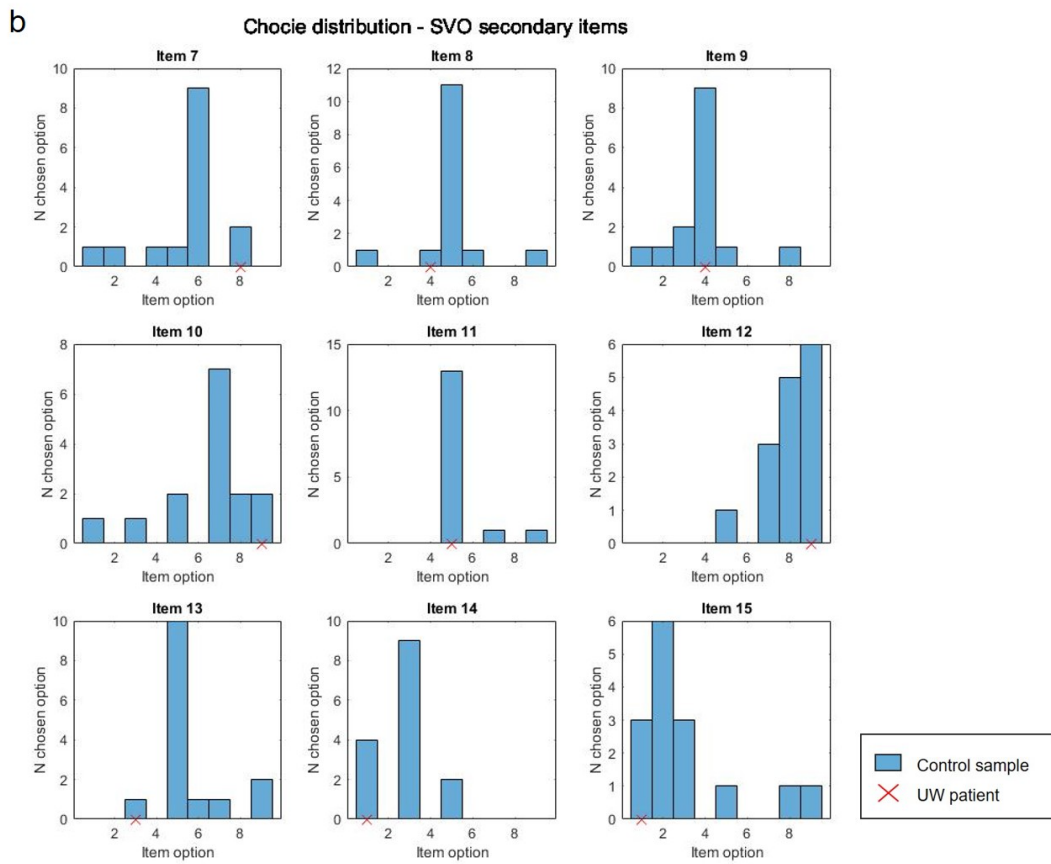 b
Chocie distribution - SVO secondary items
Item 7
Item 8
Item 9
N chosen option
10
8
6
4
2
0
2 4 6 8
Item option
N chosen option
12
10
8
6
4
2
0
2 4 6 8
Item option
N chosen option
10
8
6
4
2
0
2 4 6 8
Item option
Item 10
Item 11
Item 12
N chosen option
8
6
4
2
0
2 4 6 8
Item option
N chosen option
15
10
5
0
2 4 6 8
Item option
N chosen option
6
5
4
3
2
1
0
2 4 6 8
Item option
Item 13
Item 14
Item 15
N chosen option
10
8
6
4
2
0
2 4 6 8
Item option
N chosen option
10
8
6
4
2
0
2 4 6 8
Item option
N chosen option
6
5
4
3
2
1
0
2 4 6 8
Item option
Control sample
UW patient